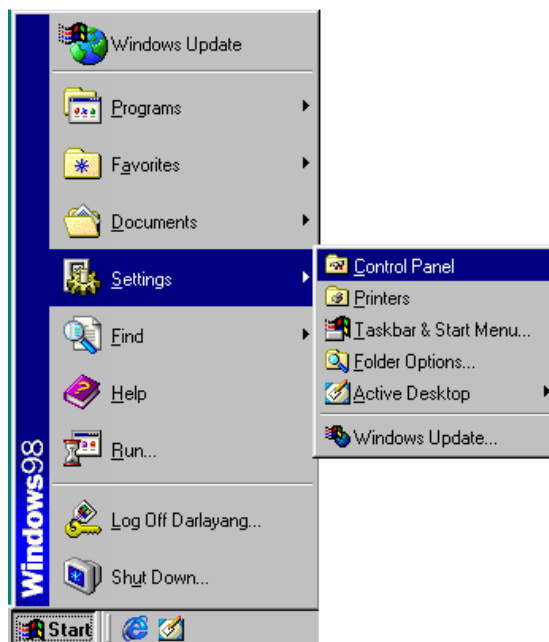 Windows Update
Programs
Favorites
Documents
Settings
Find
Help
Run...
Log Off Darlayang...
Shut Down...
Windows98
Start
Control Panel
Printers
Taskbar & Start Menu...
Folder Options...
Active Desktop
Windows Update...